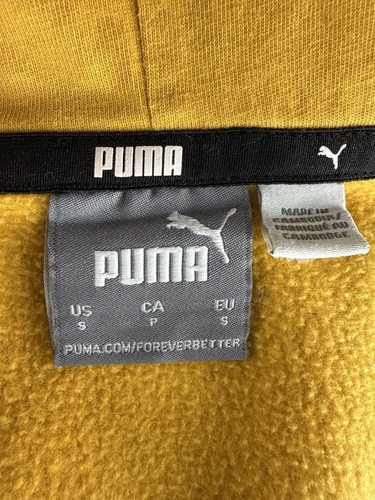 PUMA
PUMA
US CA EU
S P S
PUMA.COM/FOREVERBETTER
MADE IN
CAMBODIA/
FABRIQUÉ AU
CAMBODGE